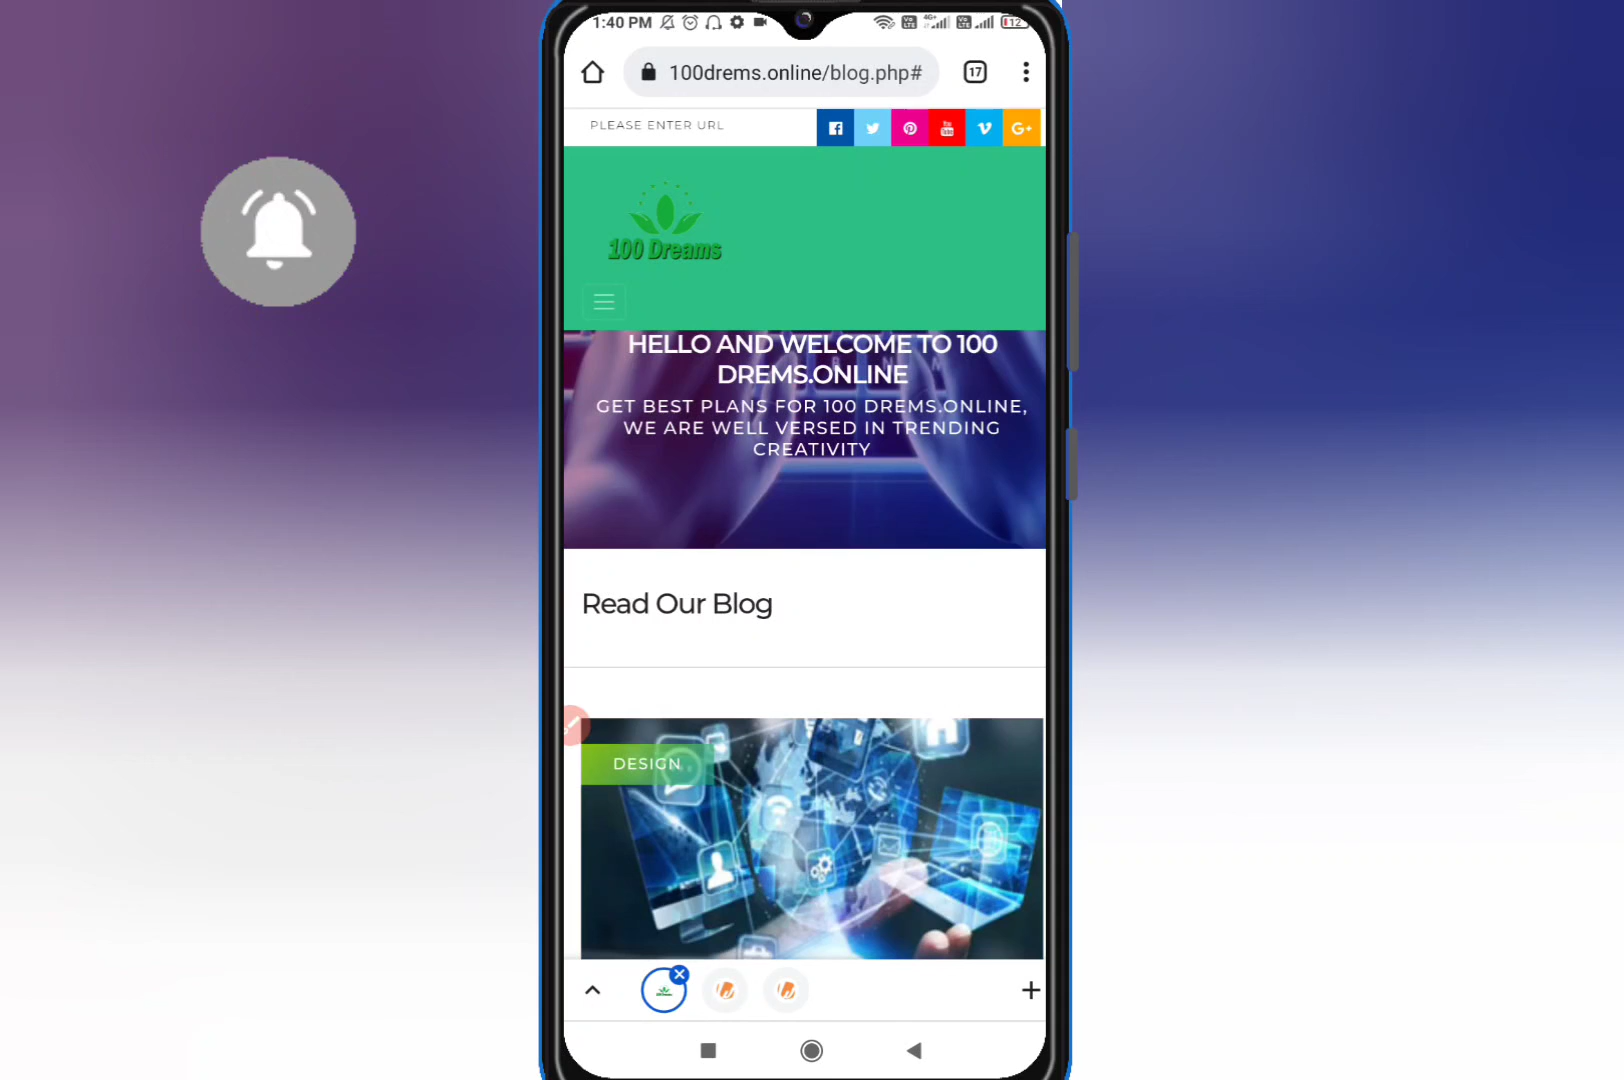 1:40 PM
12
100drems.online/blog.php#
17
PLEASE ENTER URL
100 Dreams
HELLO AND WELCOME TO 100
DREMS.ONLINE
GET BEST PLANS FOR 100 DREMS.ONLINE,
WE ARE WELL VERSED IN TRENDING
CREATIVITY
Read Our Blog
DESIGN